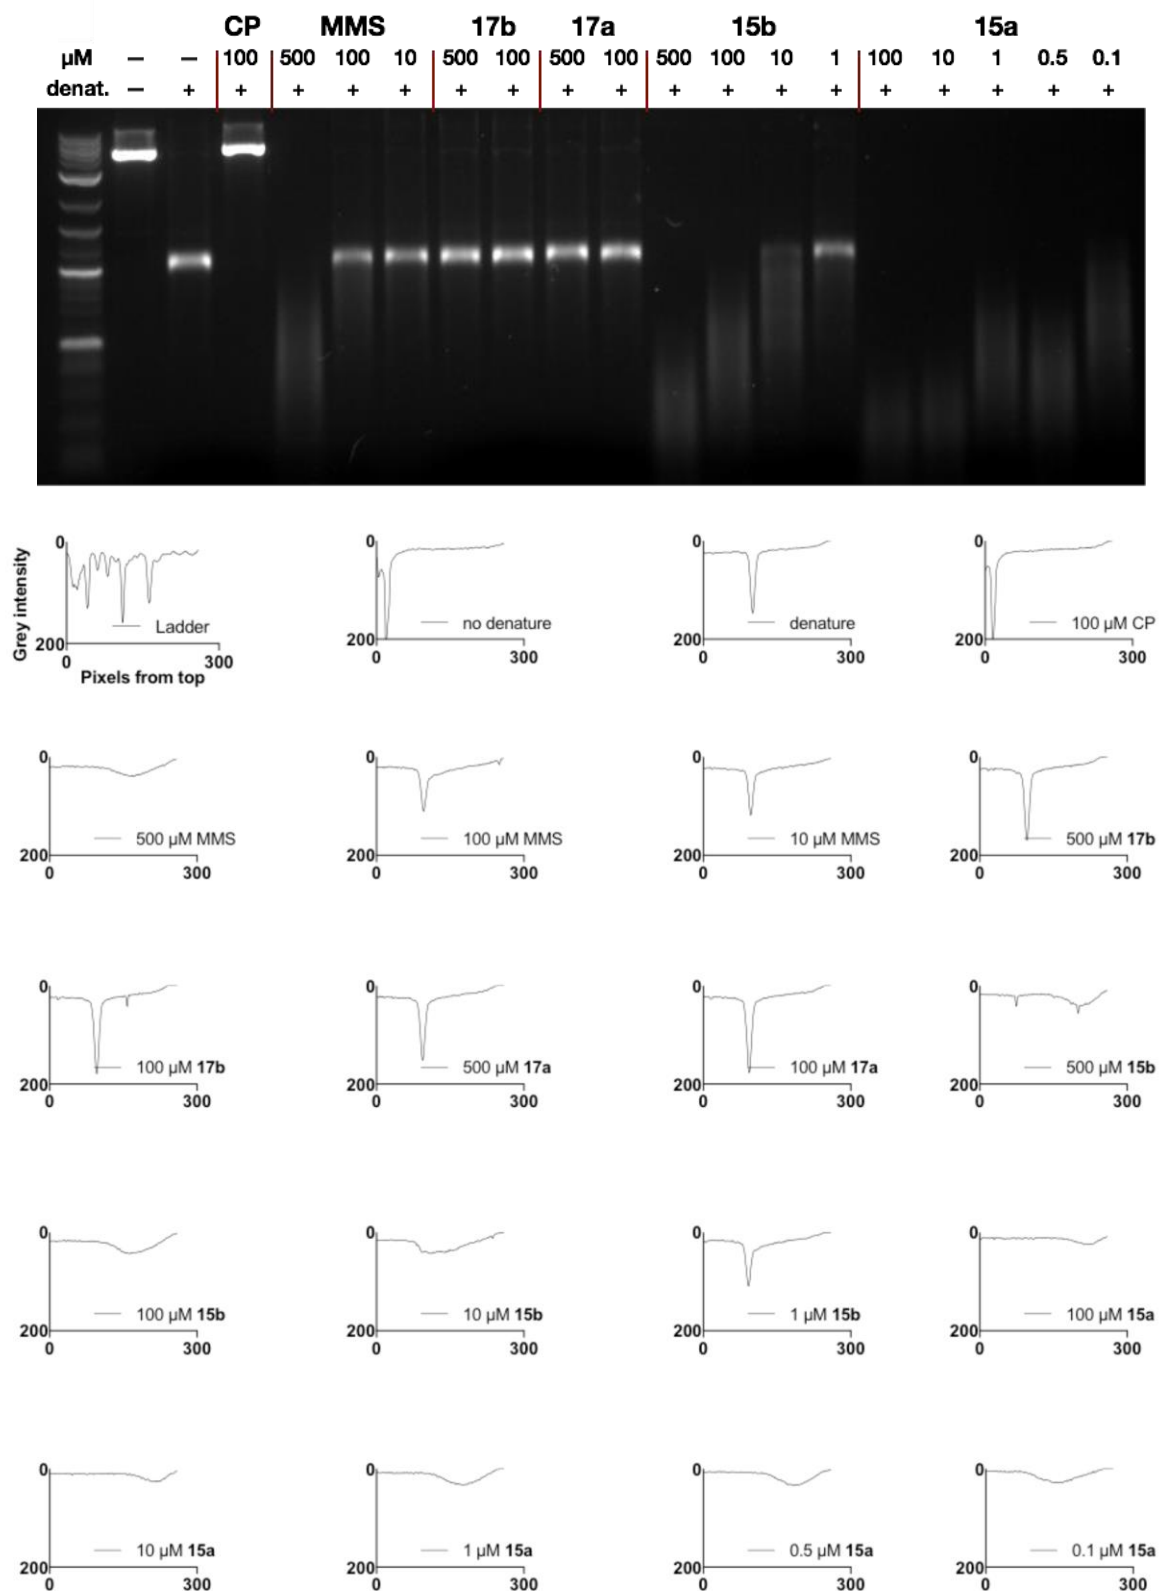 CP MMS 17b 17a 15b 15a
µM – – 100 500 100 10 500 100 500 100 500 100 10 1 100 10 1 0.5 0.1
denat. – + + + + + + + + + + + + + + + + + +
Grey intensity
0
200
0 300
Pixels from top
Ladder
0
200
0 300
no denature
0
200
0 300
denature
0
200
0 300
100 µM CP
0
200
0 300
500 µM MMS
0
200
0 300
100 µM MMS
0
200
0 300
10 µM MMS
0
200
0 300
500 µM 17b
0
200
0 300
100 µM 17b
0
200
0 300
500 µM 17a
0
200
0 300
100 µM 17a
0
200
0 300
500 µM 15b
0
200
0 300
100 µM 15b
0
200
0 300
10 µM 15b
0
200
0 300
1 µM 15b
0
200
0 300
100 µM 15a
0
200
0 300
10 µM 15a
0
200
0 300
1 µM 15a
0
200
0 300
0.5 µM 15a
0
200
0 300
0.1 µM 15a